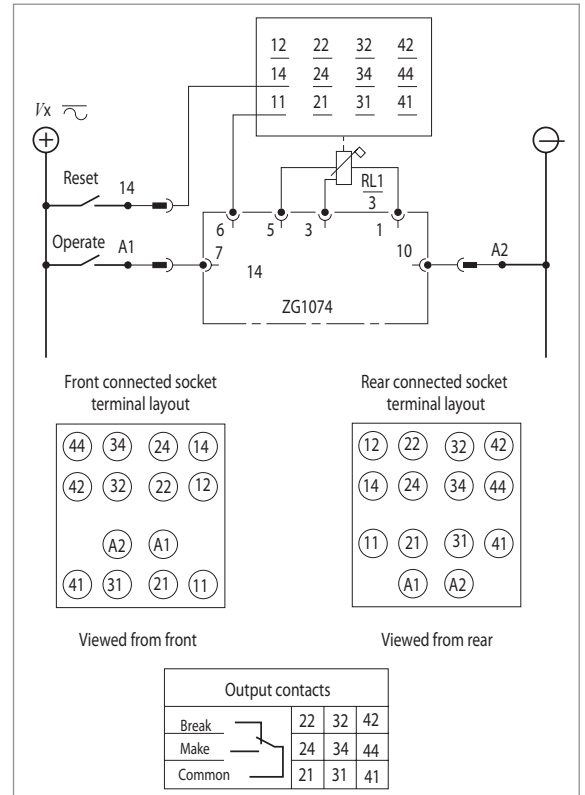 12 22 32 42
14 24 34 44
11 21 31 41
Vx
Reset 14
RL1
3
6 5 3 1
Operate A1
7
10
A2
14
ZG1074
Front connected socket
terminal layout
44 34 24 14
42 32 22 12
A2 A1
41 31 21 11
Viewed from front
Rear connected socket
terminal layout
12 22 32 42
14 24 34 44
11 21 31 41
A1 A2
Viewed from rear
Output contacts
Break 22 32 42
Make 24 34 44
Common 21 31 41